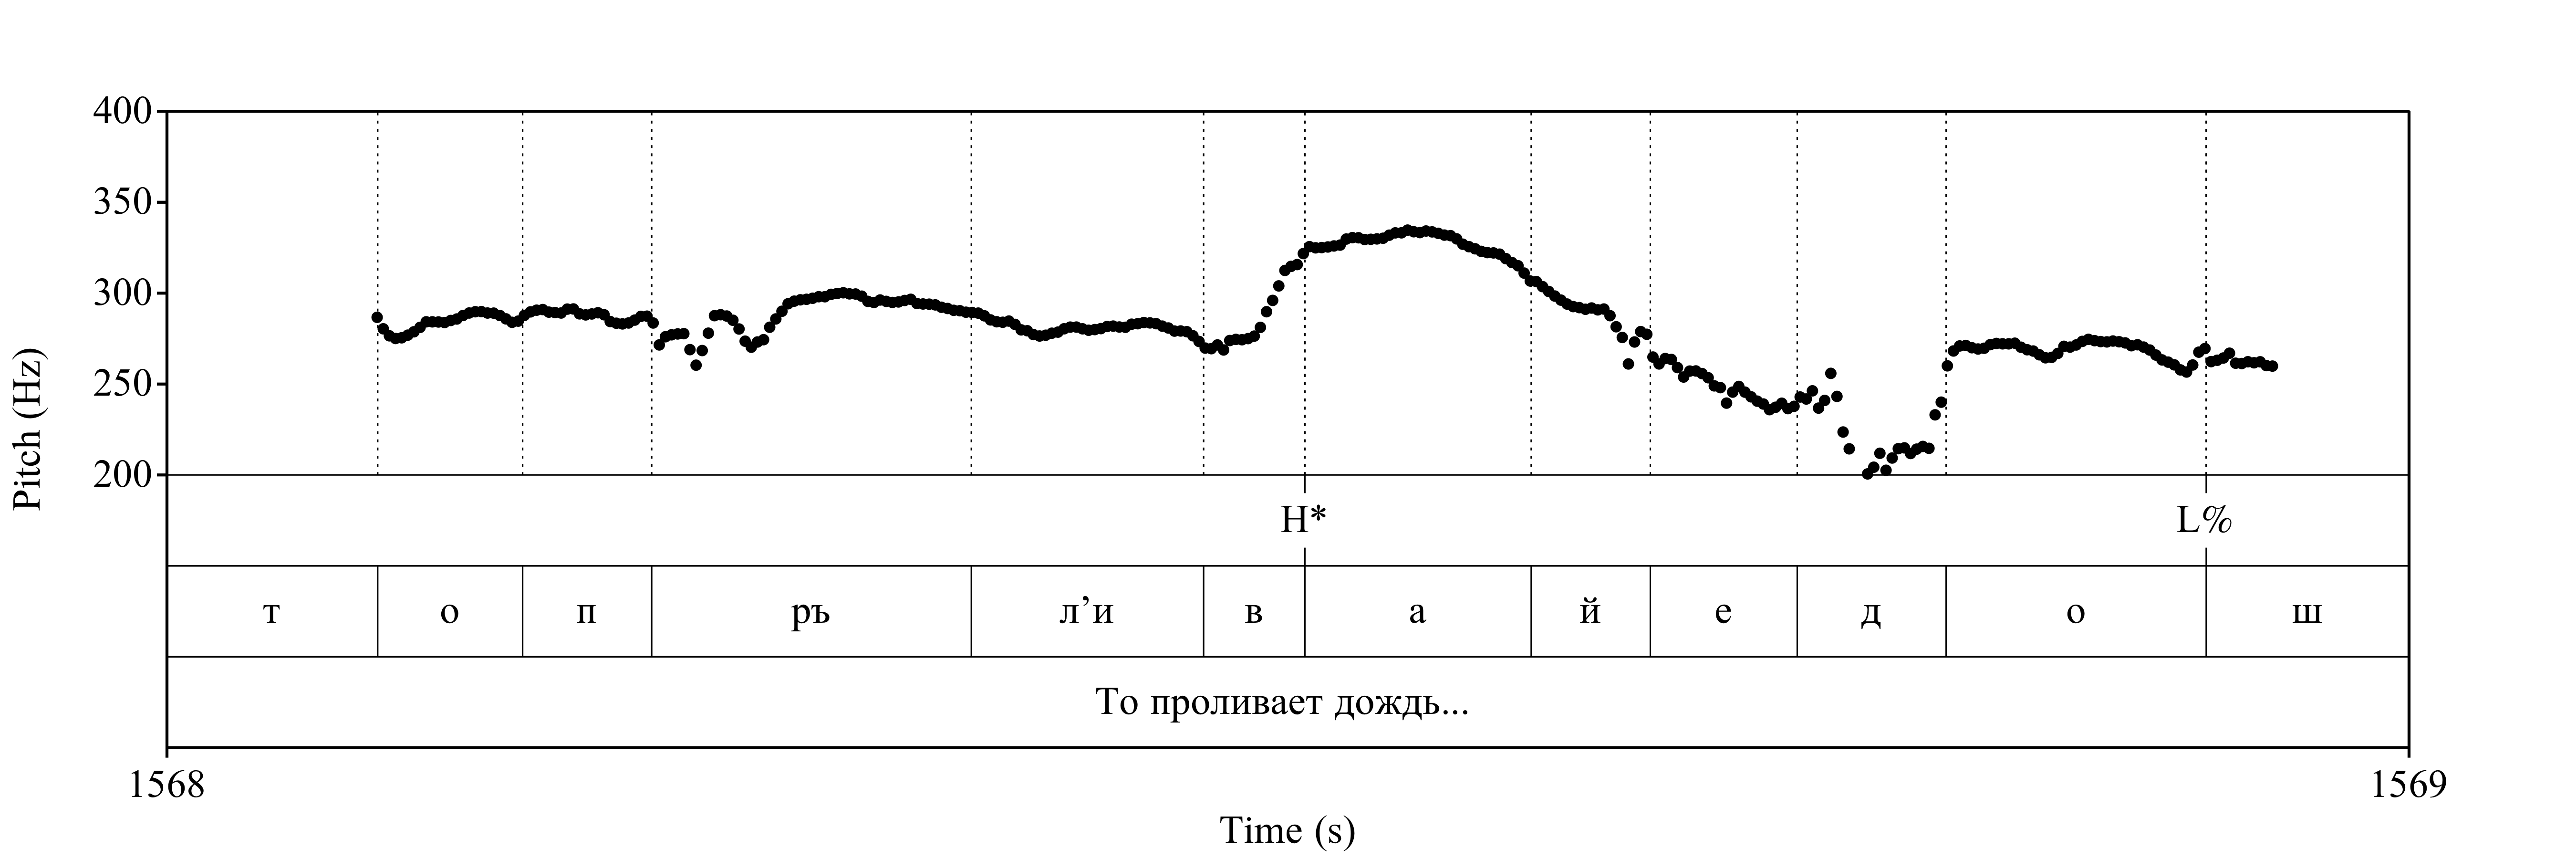 400
350
300
250
200
Pitch (Hz)
H* L%
т о п ръ л’и в а й е д о ш
То проливает дождь...
1568 1569
Time (s)